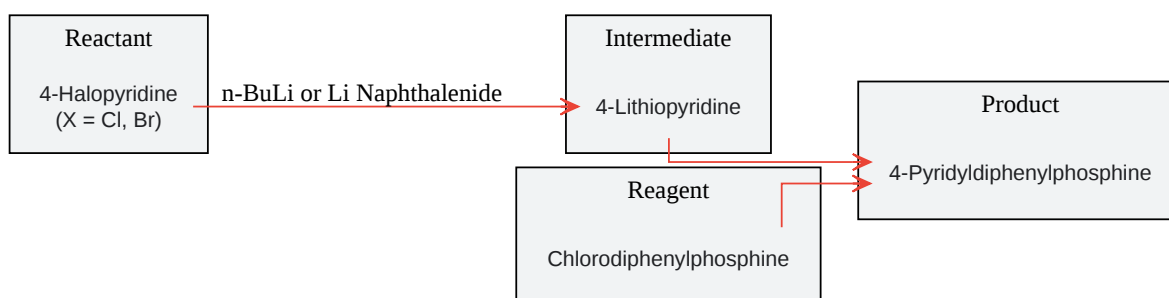 Reactant
4-Halopyridine
(X = Cl, Br)
n-BuLi or Li Naphthalenide
Intermediate
4-Lithiopyridine
Reagent
Chlorodiphenylphosphine
Product
4-Pyridyldiphenylphosphine